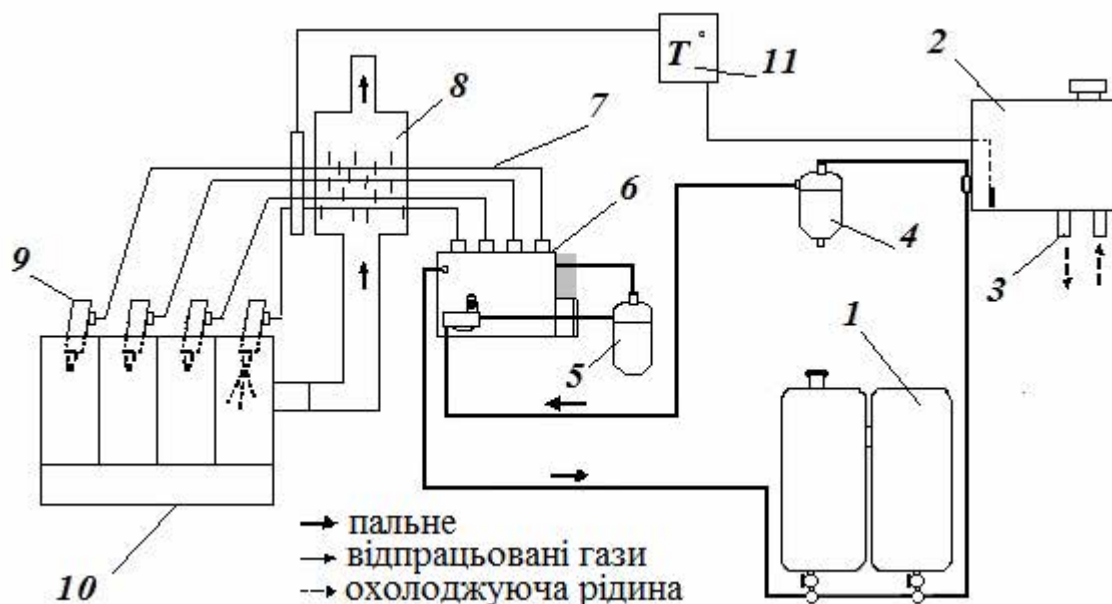 T° 11
2
8
7
6
4
9
3
1
5
пальне
відпрацьовані гази
охолоджуюча рідина
10